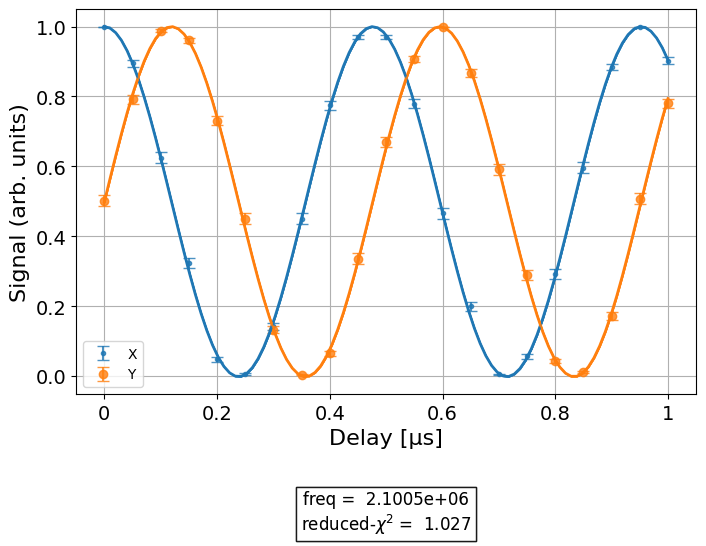 Signal (arb. units)
1.0
0.8
0.6
0.4
0.2
0.0
X
Y
0 0.2 0.4 0.6 0.8 1
Delay [μs]
freq = 2.1005e+06
reduced-χ² = 1.027